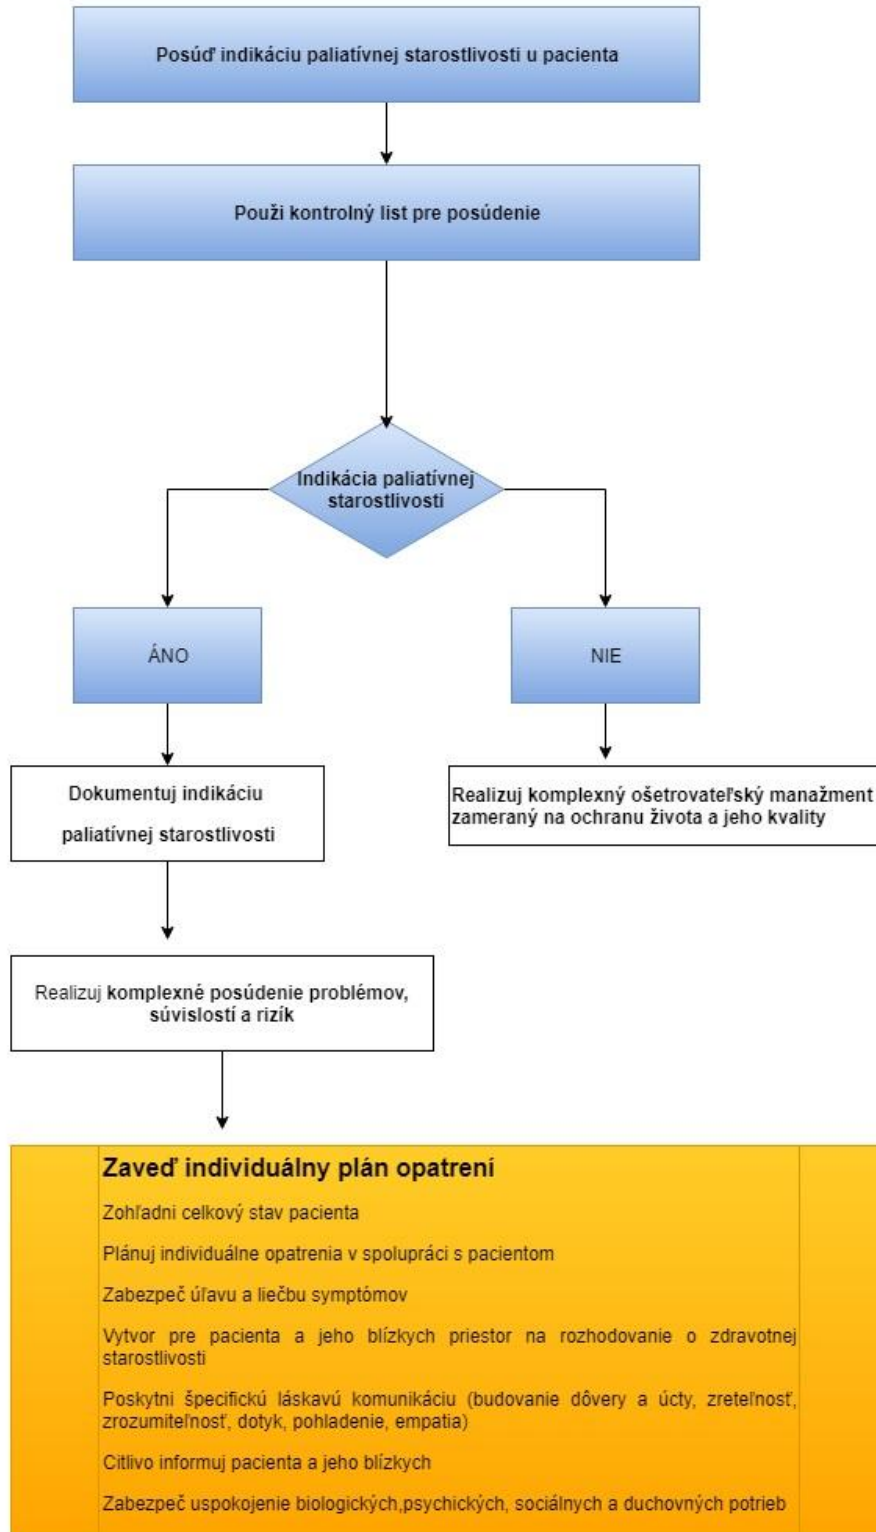 Posúď indikáciu paliatívnej starostlivosti u pacienta
Použi kontrolný list pre posúdenie
Indikácia paliatívnej
starostlivosti
ÁNO
NIE
Dokumentuj indikáciu
paliatívnej starostlivosti
Realizuj komplexný ošetrovateľský manažment
zameraný na ochranu života a jeho kvality
Realizuj komplexné posúdenie problémov,
súvislostí a rizík
Zaveď individuálny plán opatrení
Zohľadni celkový stav pacienta
Plánuj individuálne opatrenia v spolupráci s pacientom
Zabezpeč úľavu a liečbu symptómov
Vytvor pre pacienta a jeho blízkych priestor na rozhodovanie o zdravotnej
starostlivosti
Poskytni špecifickú láskavú komunikáciu (budovanie dôvery a úcty, zreteľnosť,
zrozumiteľnosť, dotyk, pohladenie, empatia)
Citlivo informuj pacienta a jeho blízkych
Zabezpeč uspokojenie biologických,psychických, sociálnych a duchovných potrieb